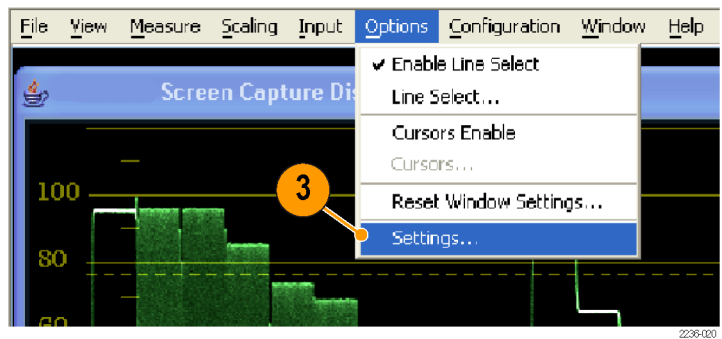 File View Measure Scaling Input Options Configuration Window Help
Enable Line Select
Screen Capture Dis
Line Select...
Cursors Enable
Cursors...
100
3
Reset Window Settings...
Settings...
80
60
2236-020